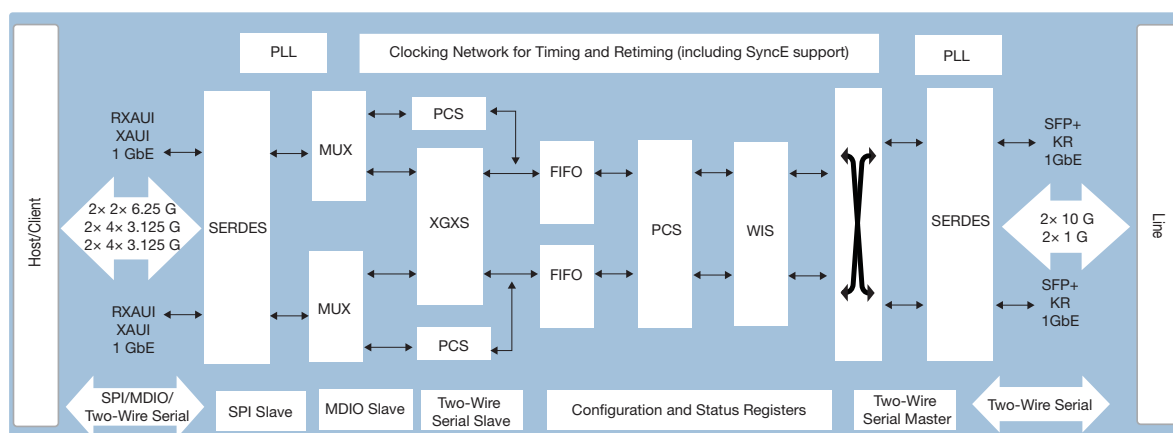 PLL
Clocking Network for Timing and Retiming (including SyncE support)
PLL
Host/Client
RXAUI
XAUI
1 GbE
2× 2× 6.25 G
2× 4× 3.125 G
2× 4× 3.125 G
RXAUI
XAUI
1 GbE
SERDES
MUX
MUX
PCS
XGXS
PCS
FIFO
FIFO
PCS
WIS
SERDES
SFP+
KR
1GbE
2× 10 G
2× 1 G
SFP+
KR
1GbE
Line
SPI/MDIO/
Two-Wire Serial
SPI Slave
MDIO Slave
Two-Wire
Serial Slave
Configuration and Status Registers
Two-Wire
Serial Master
Two-Wire Serial